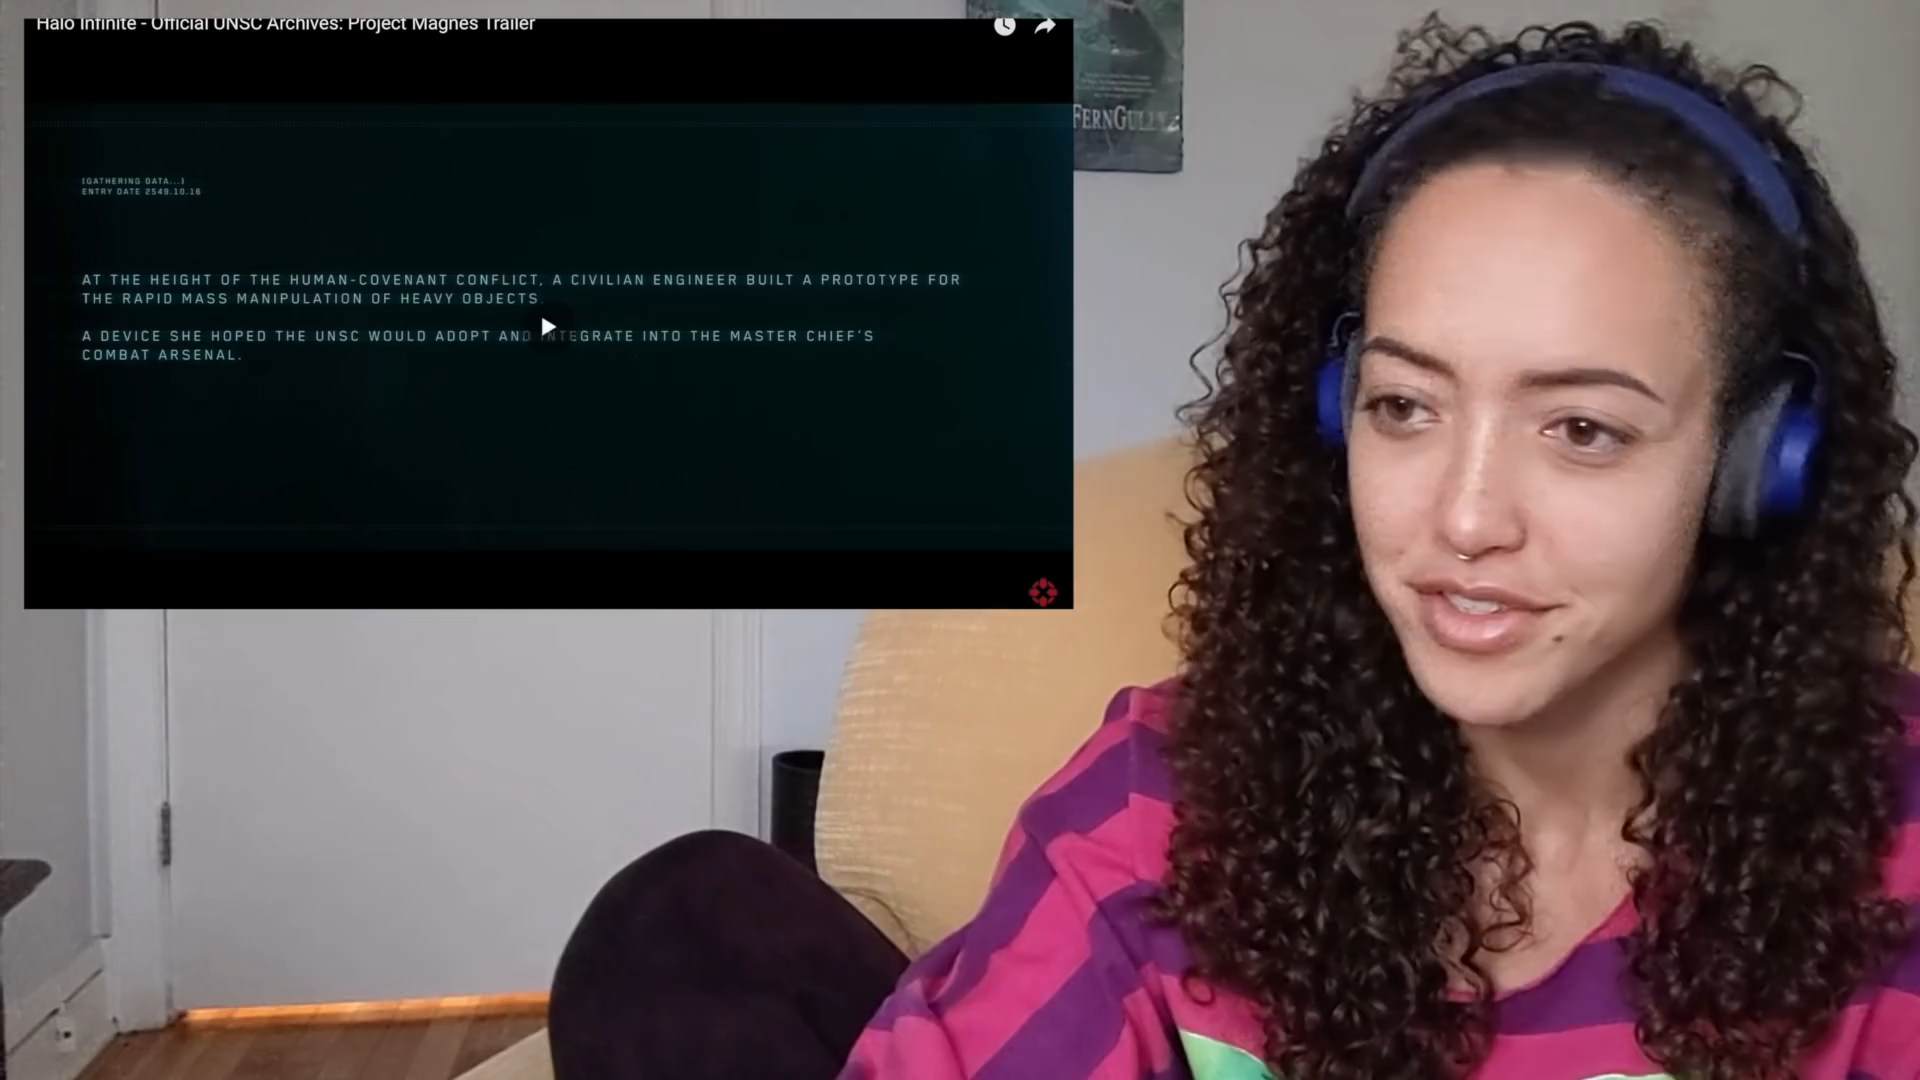 Halo Infinite - Official UNSC Archives: Project Magnes Trailer
[GATHERING DATA...]
ENTRY DATE 2549.10.16
AT THE HEIGHT OF THE HUMAN-COVENANT CONFLICT, A CIVILIAN ENGINEER BUILT A PROTOTYPE FOR
THE RAPID MASS MANIPULATION OF HEAVY OBJECTS.
A DEVICE SHE HOPED THE UNSC WOULD ADOPT AND INTEGRATE INTO THE MASTER CHIEF'S
COMBAT ARSENAL.
FERNGULLY